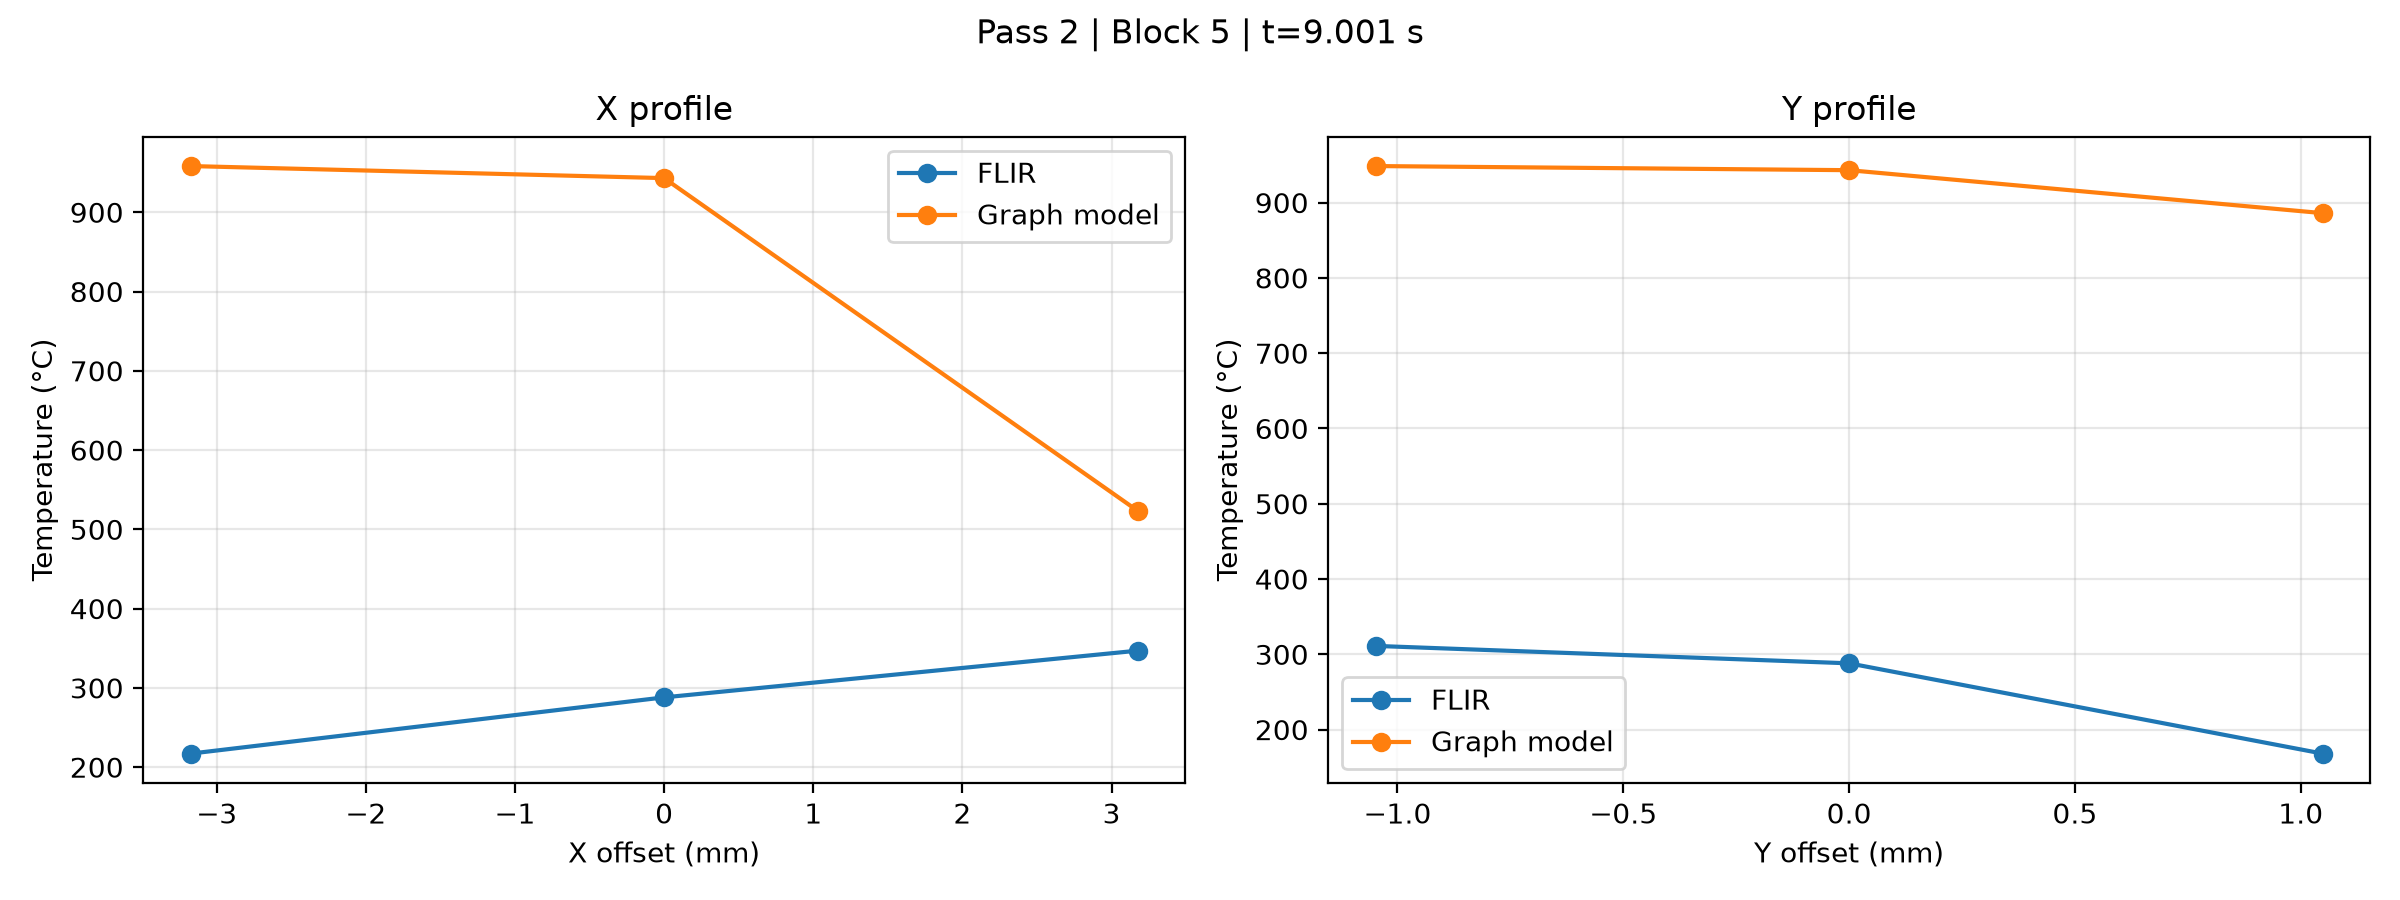 Pass 2 | Block 5 | t=9.001 s
X profile
FLIR
Graph model
900
800
700
600
500
400
300
200
Temperature (°C)
−3
−2
−1
0
1
2
3
X offset (mm)
Y profile
900
800
700
600
500
400
300
200
Temperature (°C)
FLIR
Graph model
−1.0
−0.5
0.0
0.5
1.0
Y offset (mm)